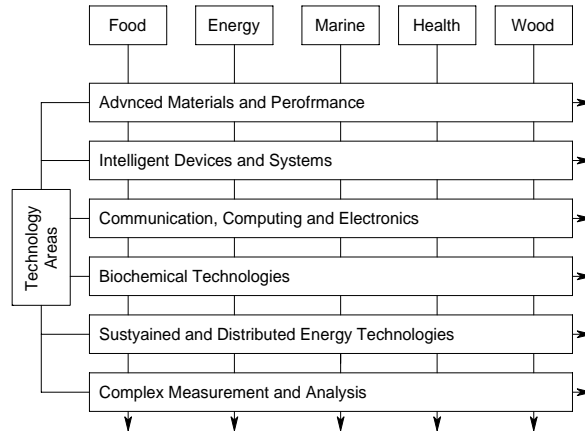 Food
Energy
Marine
Health
Wood
Advnced Materials and Perofrmance
Intelligent Devices and Systems
Communication, Computing and Electronics
Technology
Areas
Biochemical Technologies
Sustyained and Distributed Energy Technologies
Complex Measurement and Analysis